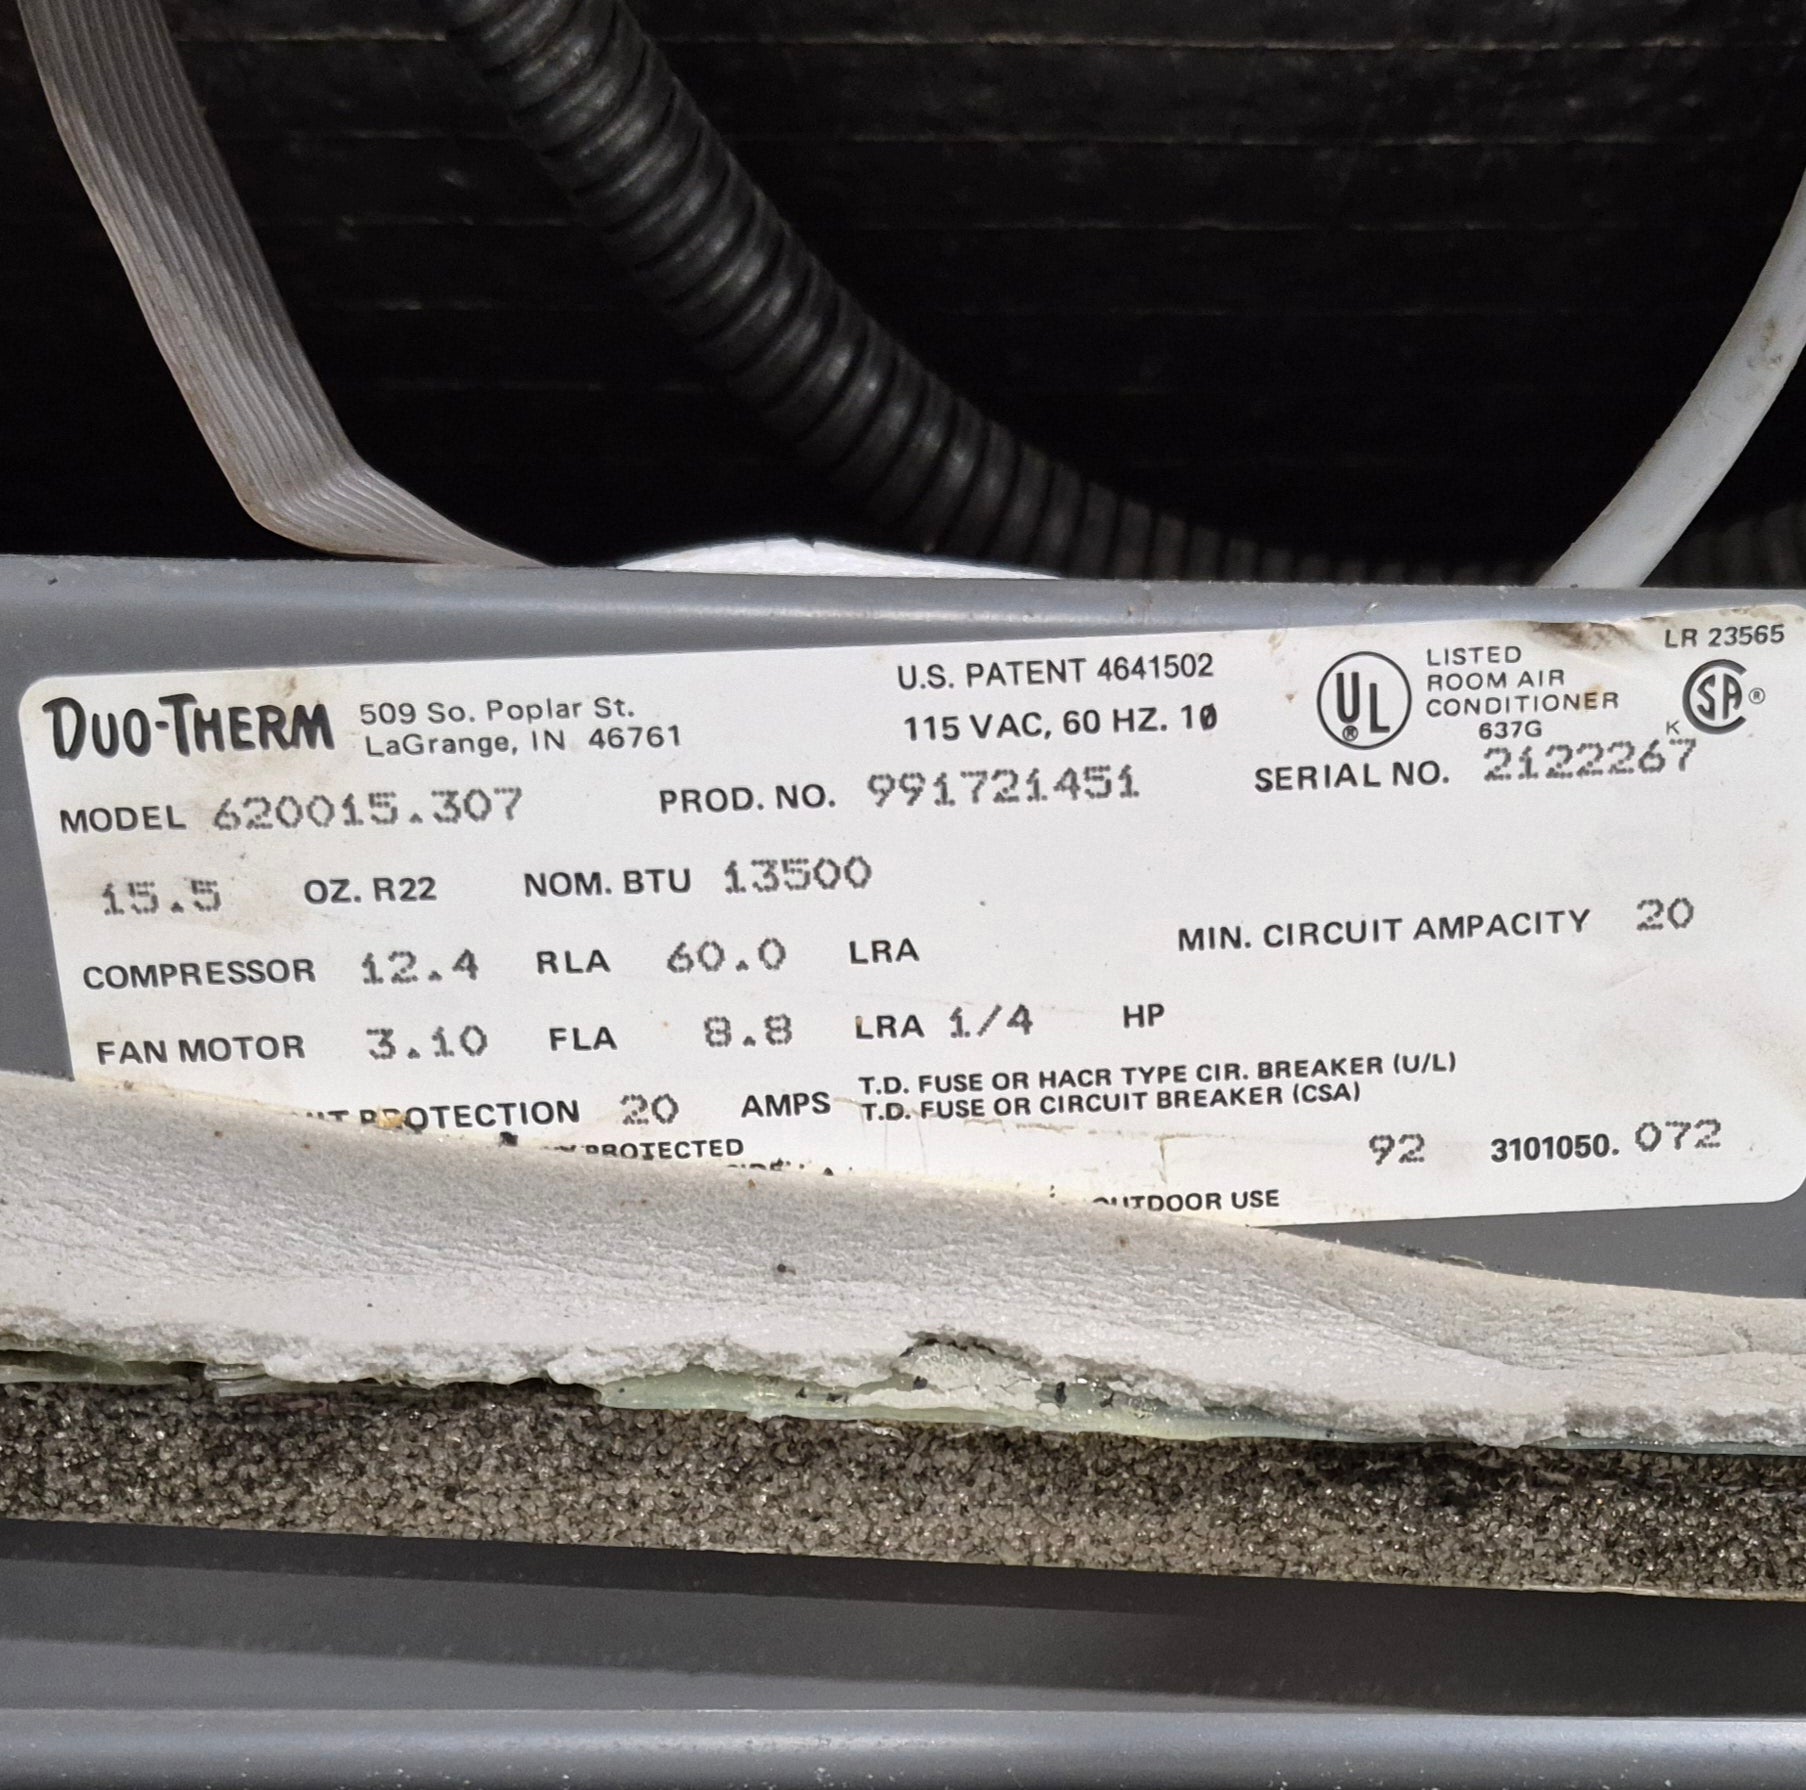 DUO-THERM 509 So. Poplar St.
LaGrange, IN 46761
U.S. PATENT 4641502
115 VAC, 60 HZ. 1Ø
UL ® LISTED
ROOM AIR
CONDITIONER
637G
LR 23565
SA ®
K
MODEL 620015.307 PROD. NO. 991721451 SERIAL NO. 2122267
15.5 OZ. R22 NOM. BTU 13500
COMPRESSOR 12.4 RLA 60.0 LRA MIN. CIRCUIT AMPACITY 20
FAN MOTOR 3.10 FLA 8.8 LRA 1/4 HP
PROTECTION 20 AMPS T.D. FUSE OR HACR TYPE CIR. BREAKER (U/L)
T.D. FUSE OR CIRCUIT BREAKER (CSA)
PROTECTED
92 3101050.072
OUTDOOR USE